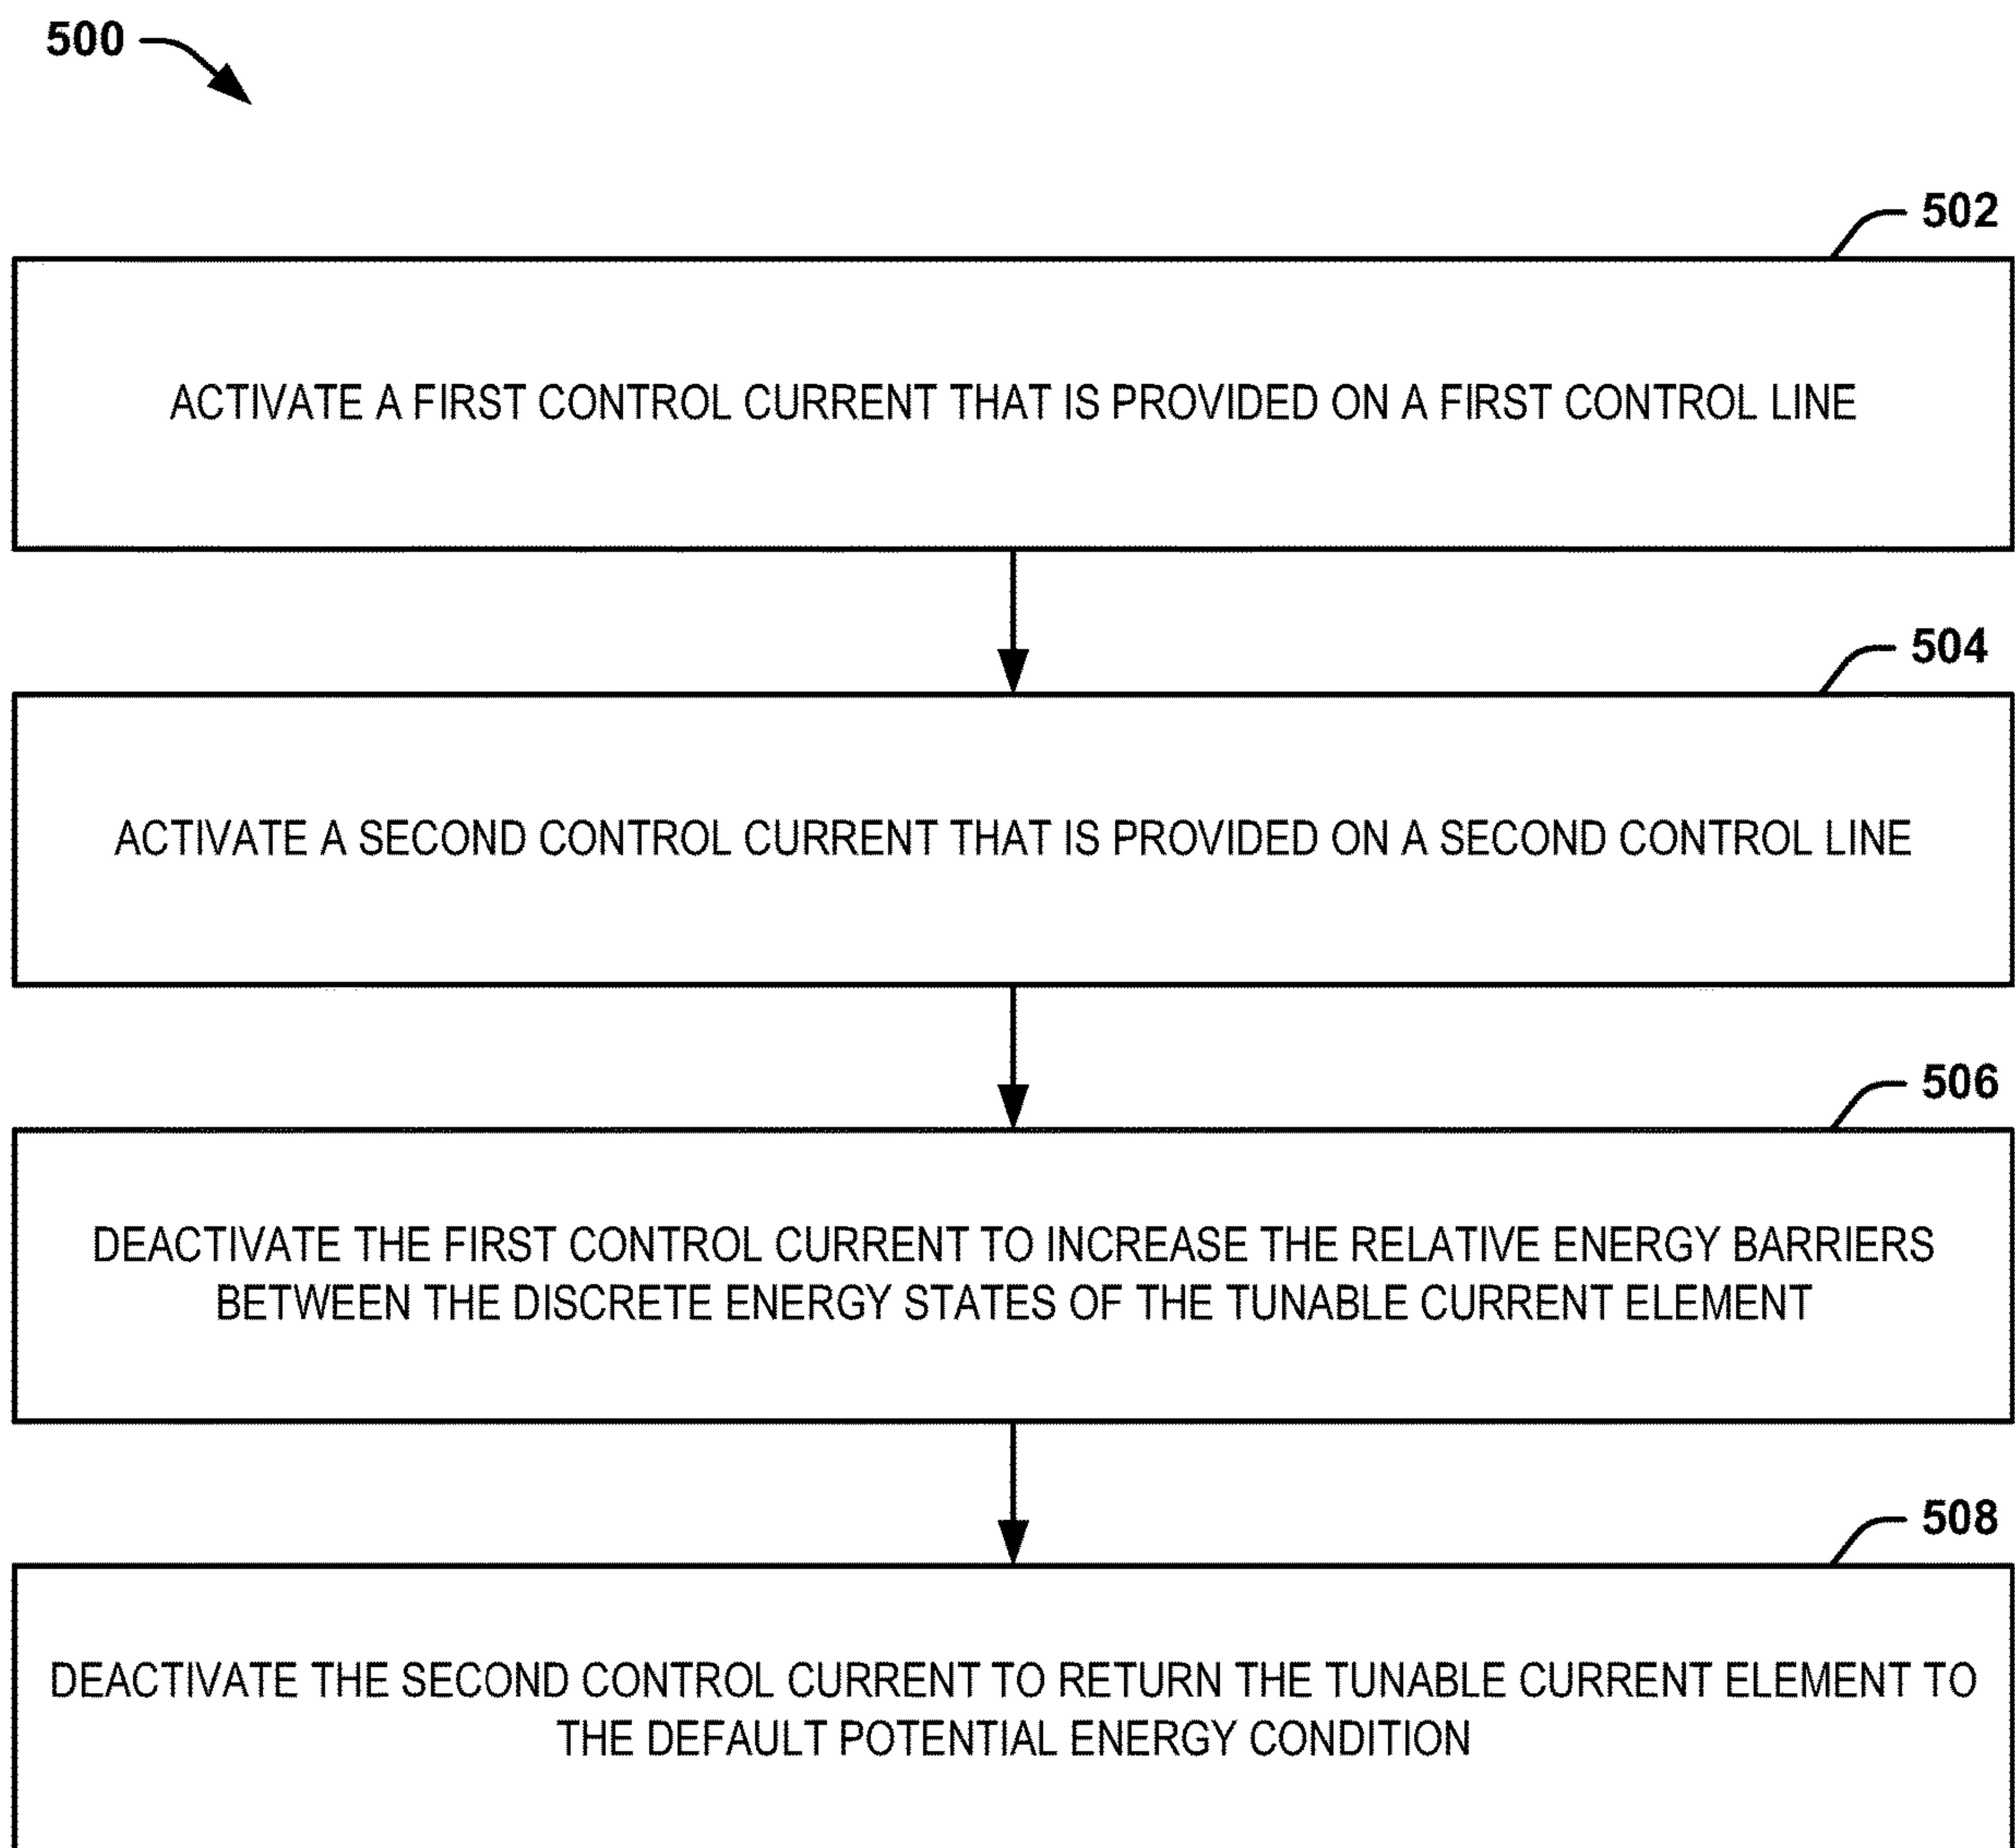 500
502
ACTIVATE A FIRST CONTROL CURRENT THAT IS PROVIDED ON A FIRST CONTROL LINE
504
ACTIVATE A SECOND CONTROL CURRENT THAT IS PROVIDED ON A SECOND CONTROL LINE
506
DEACTIVATE THE FIRST CONTROL CURRENT TO INCREASE THE RELATIVE ENERGY BARRIERS
BETWEEN THE DISCRETE ENERGY STATES OF THE TUNABLE CURRENT ELEMENT
508
DEACTIVATE THE SECOND CONTROL CURRENT TO RETURN THE TUNABLE CURRENT ELEMENT TO
THE DEFAULT POTENTIAL ENERGY CONDITION